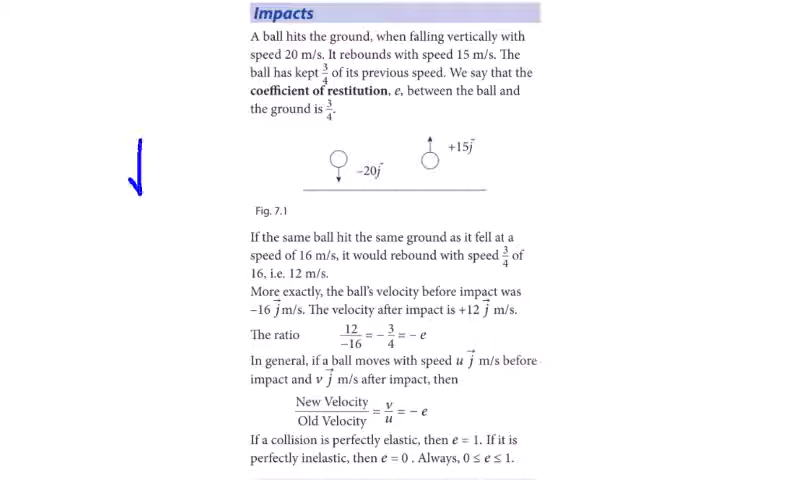 Impacts
A ball hits the ground, when falling vertically with
speed 20 m/s. It rebounds with speed 15 m/s. The
ball has kept 3/4 of its previous speed. We say that the
coefficient of restitution, e, between the ball and
the ground is 3/4.
−20j⃗
+15j⃗
Fig. 7.1
If the same ball hit the same ground as it fell at a
speed of 16 m/s, it would rebound with speed 3/4 of
16, i.e. 12 m/s.
More exactly, the ball's velocity before impact was
−16 j⃗ m/s. The velocity after impact is +12 j⃗ m/s.
The ratio 12/−16 = − 3/4 = − e
In general, if a ball moves with speed u j⃗ m/s before
impact and v j⃗ m/s after impact, then
New Velocity/Old Velocity = v/u = − e
If a collision is perfectly elastic, then e = 1. If it is
perfectly inelastic, then e = 0 . Always, 0 ≤ e ≤ 1.